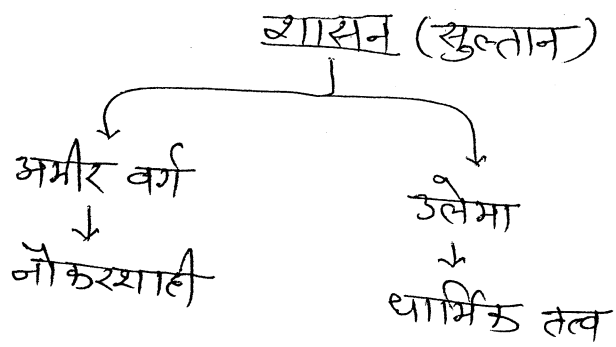 शासन (सुल्तान)
अमीर वर्ग
उलेमा
नौकरशाही
धार्मिक तत्व